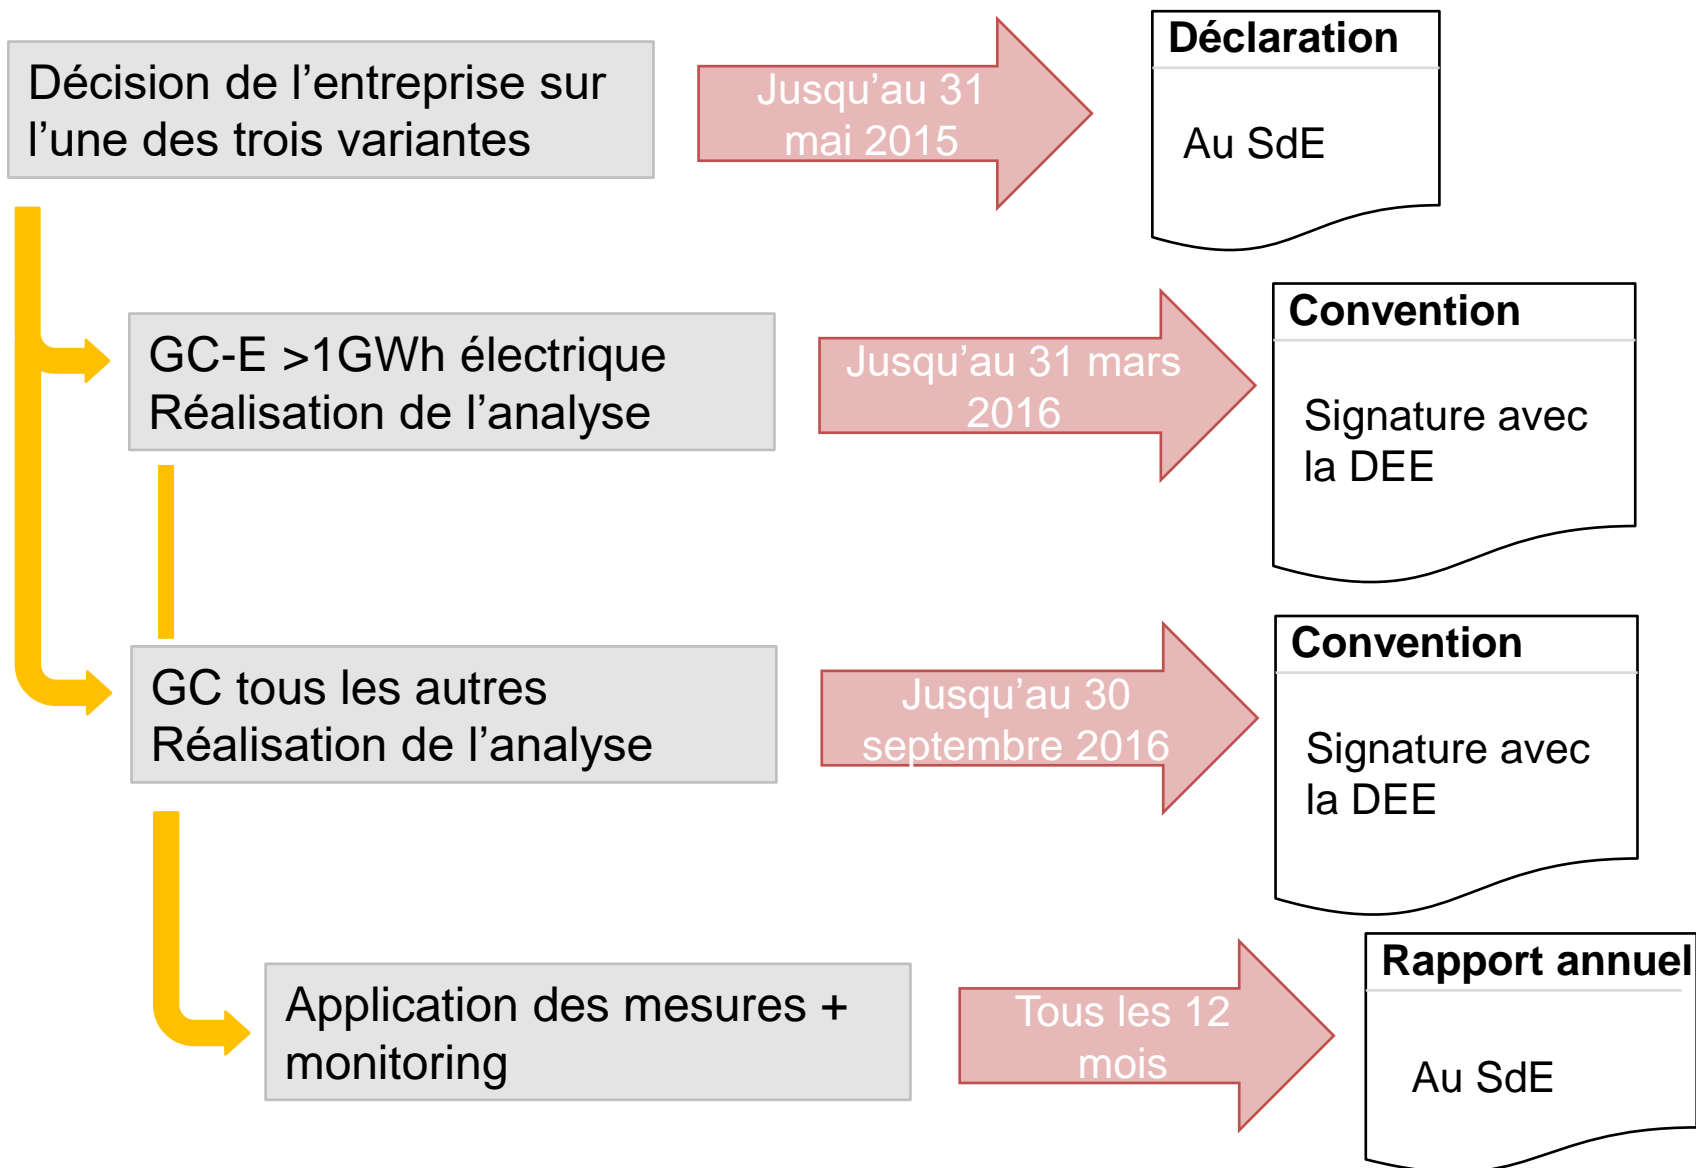 Décision de l’entreprise sur
l’une des trois variantes
Jusqu’au 31
mai 2015
Déclaration
Au SdE
GC-E >1GWh électrique
Réalisation de l’analyse
Jusqu’au 31 mars
2016
Convention
Signature avec
la DEE
GC tous les autres
Réalisation de l’analyse
Jusqu’au 30
septembre 2016
Convention
Signature avec
la DEE
Application des mesures +
monitoring
Tous les 12
mois
Rapport annuel
Au SdE